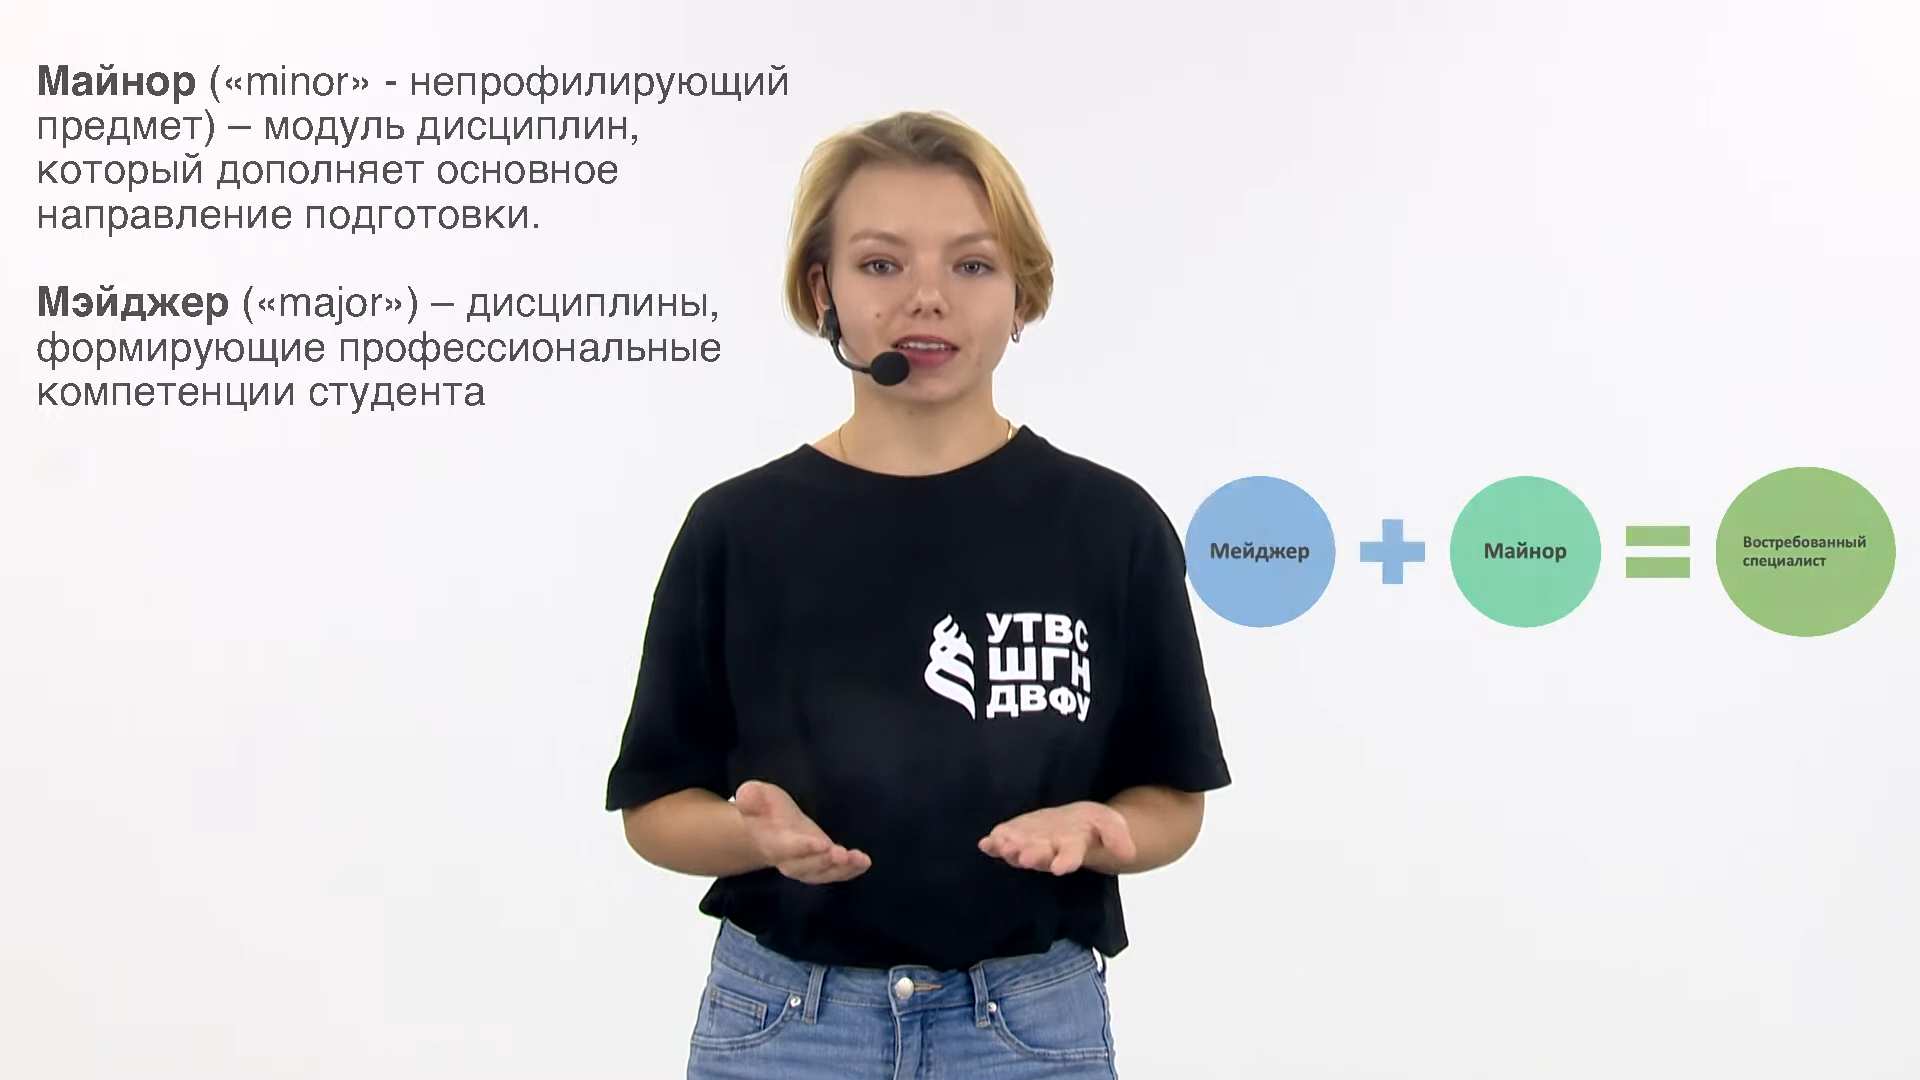 Майнор («minor» - непрофилирующий
предмет) – модуль дисциплин,
который дополняет основное
направление подготовки.
Мэйджер («major») – дисциплины,
формирующие профессиональные
компетенции студента
Мейджер
Майнор
Востребованный
специалист
УТВС
ШГН
ДВФУ